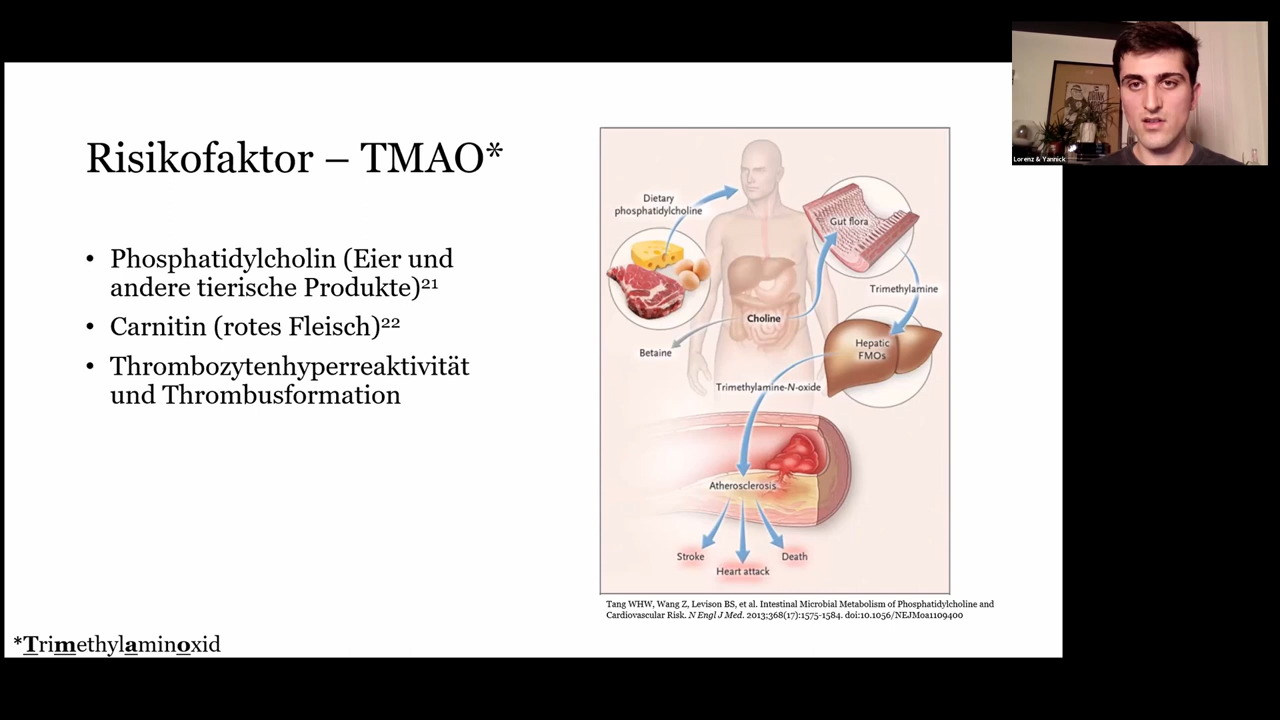 Risikofaktor – TMAO*
• Phosphatidylcholin (Eier und
andere tierische Produkte)²¹
• Carnitin (rotes Fleisch)²²
• Thrombozytenhyperreaktivität
und Thrombusformation
Dietary
phosphatidylcholine
Gut flora
Trimethylamine
Choline
Betaine
Hepatic
FMOs
Trimethylamine-N-oxide
Atherosclerosis
Stroke
Heart attack
Death
Tang WHW, Wang Z, Levison BS, et al. Intestinal Microbial Metabolism of Phosphatidylcholine and
Cardiovascular Risk. N Engl J Med. 2013;368(17):1575-1584. doi:10.1056/NEJMoa1109400
*Trimethylaminoxid
DRINK
Lorenz & Yannick